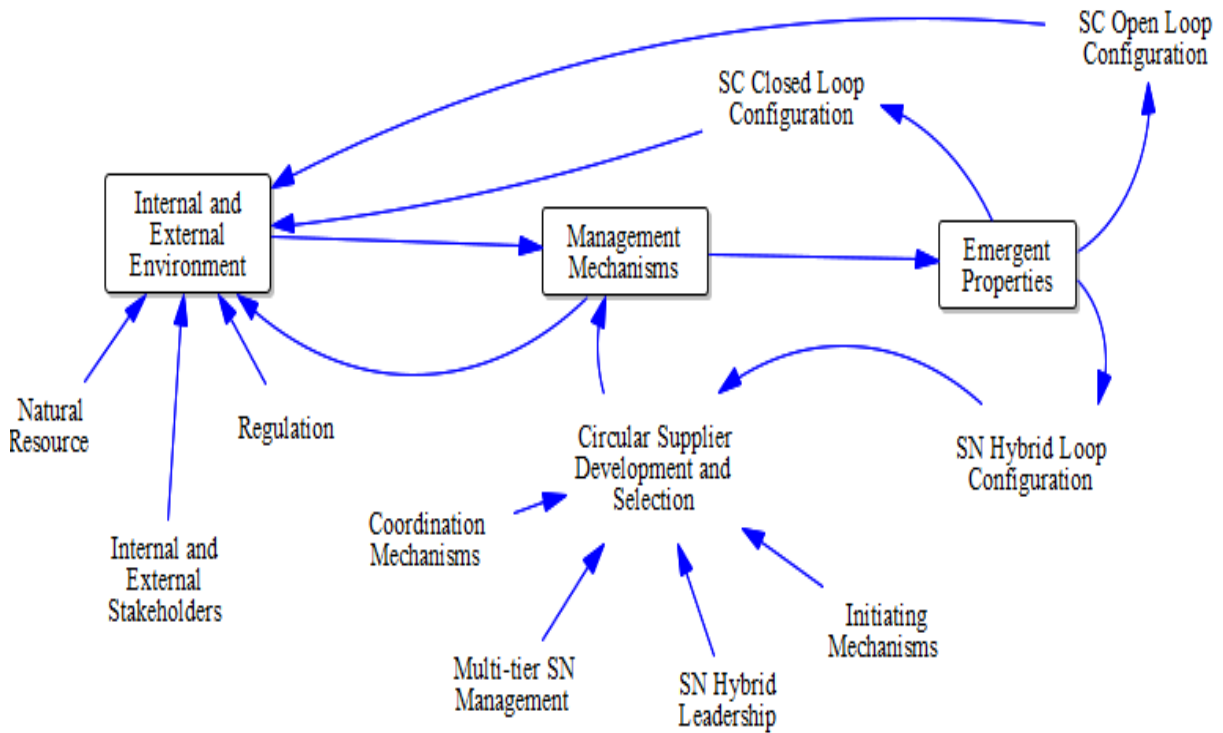 SC Open Loop
Configuration
SC Closed Loop
Configuration
Internal and
External
Environment
Management
Mechanisms
Emergent
Properties
Natural
Resource
Regulation
Circular Supplier
Development and
Selection
SN Hybrid Loop
Configuration
Coordination
Mechanisms
Internal and
External
Stakeholders
Initiating
Mechanisms
Multi-tier SN
Management
SN Hybrid
Leadership